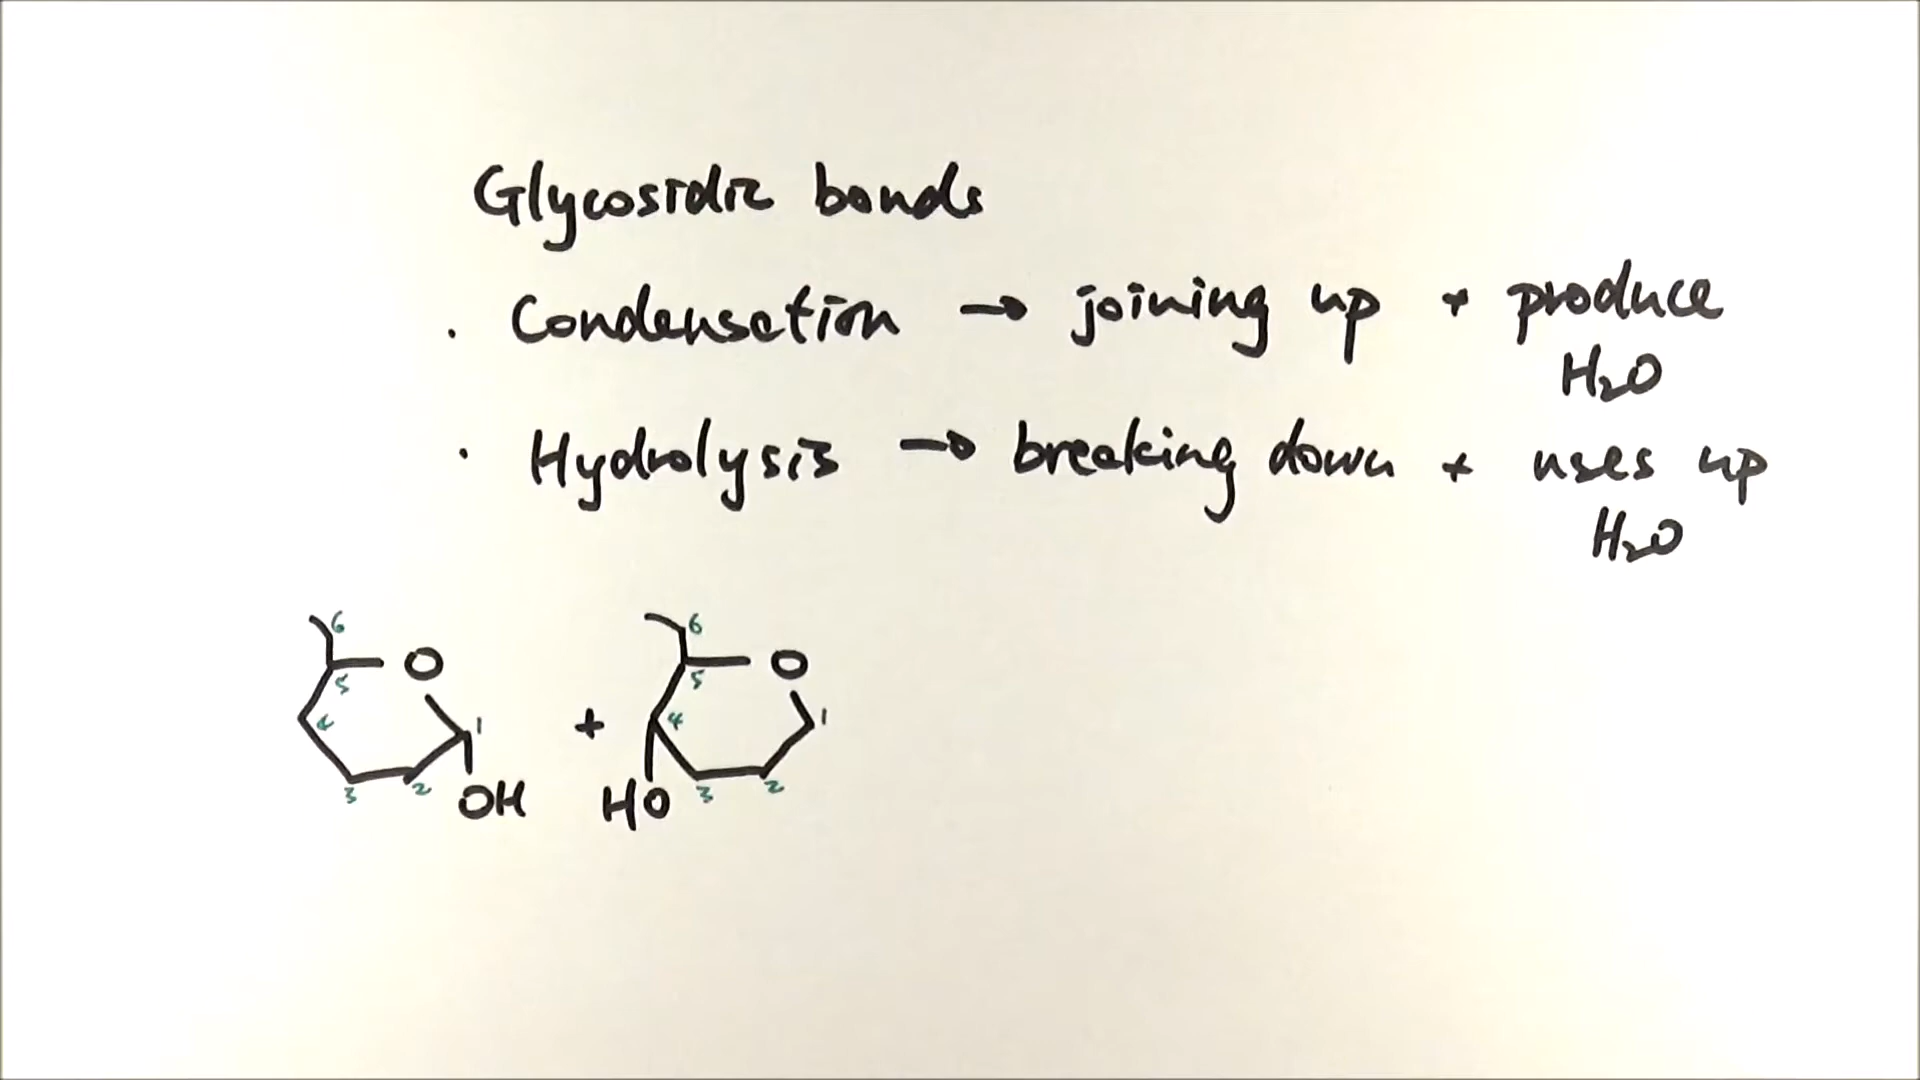 Glycosidic bonds
· Condensation → joining up + produce
H₂O
· Hydrolysis → breaking down + uses up
H₂O
6 6
O O
5 5
4 1 + 4 1
3 2 3 2
OH HO